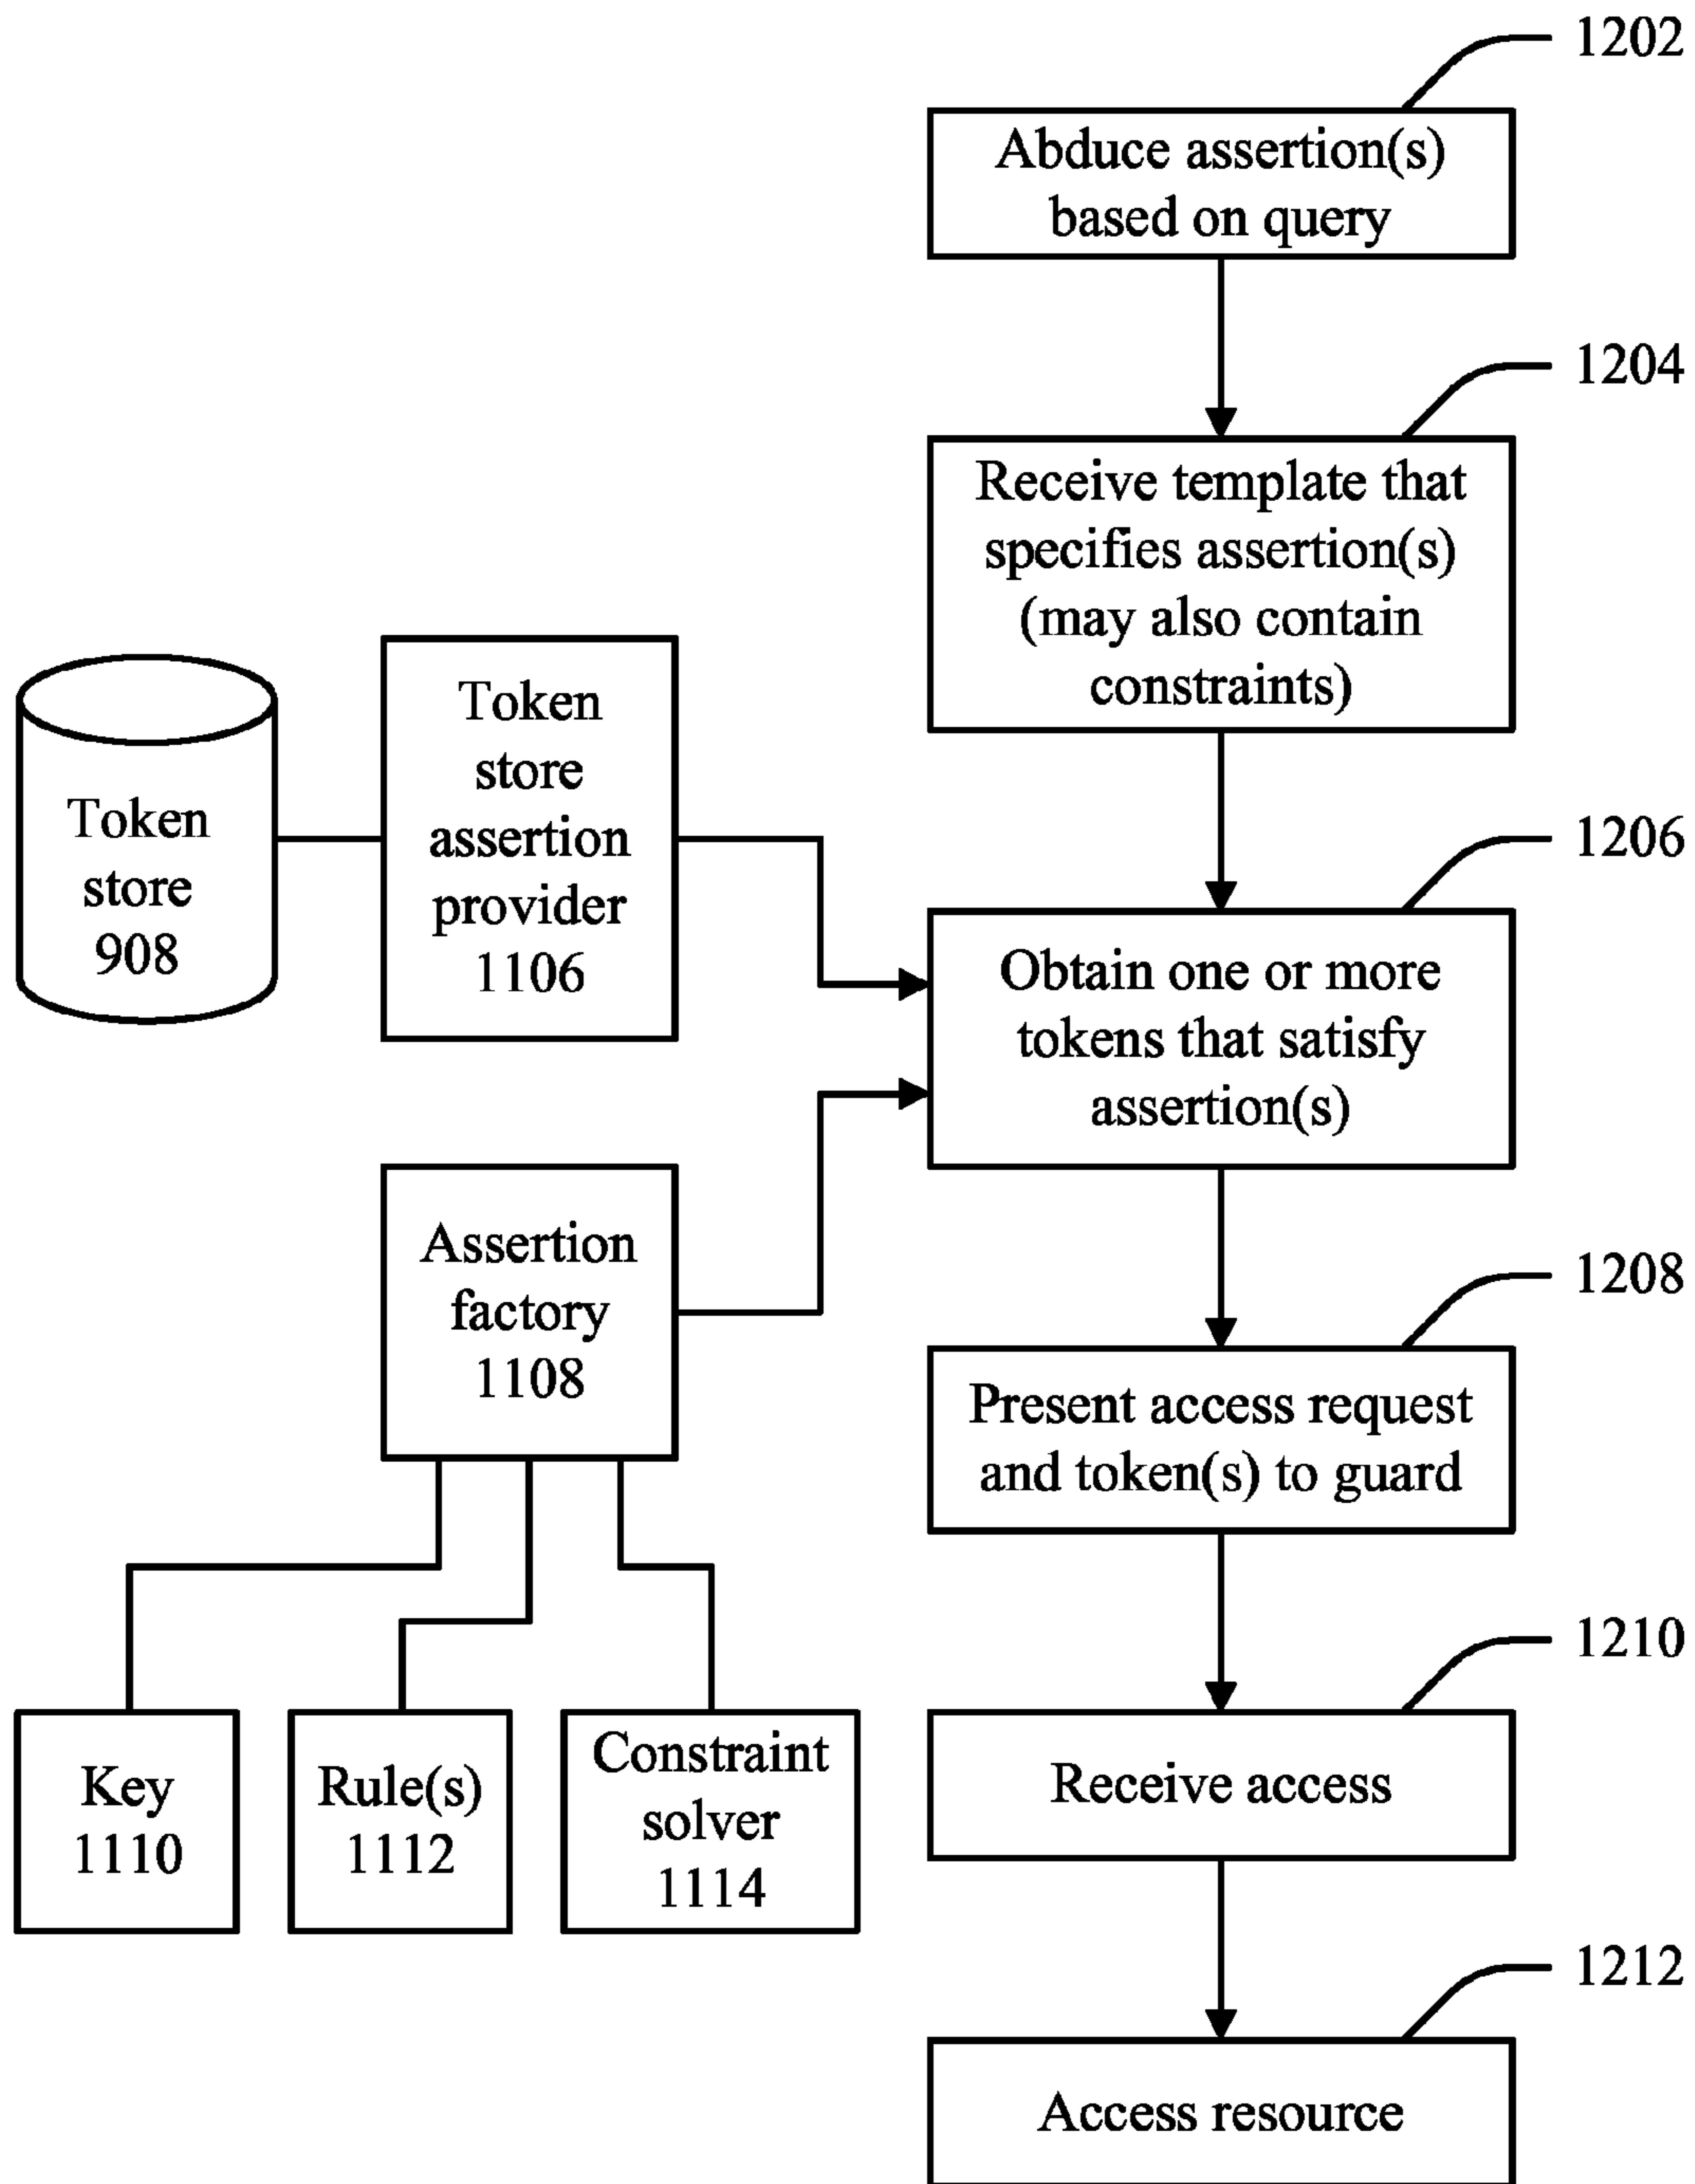 1202
Abduce assertion(s)
based on query
1204
Receive template that
specifies assertion(s)
(may also contain
constraints)
Token
store
908
Token
store
assertion
provider
1106
1206
Obtain one or more
tokens that satisfy
assertion(s)
Assertion
factory
1108
1208
Present access request
and token(s) to guard
Key
1110
Rule(s)
1112
Constraint
solver
1114
1210
Receive access
1212
Access resource